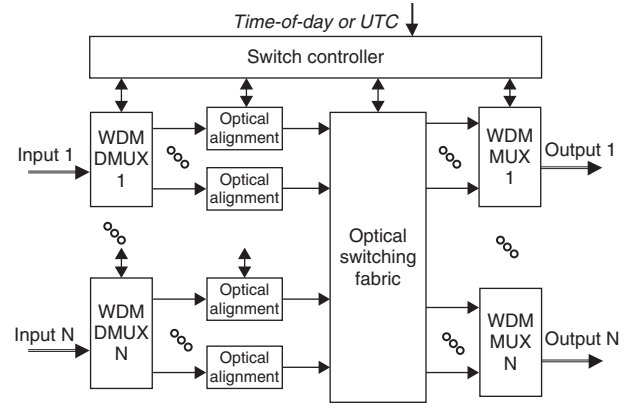 Time-of-day or UTC
Switch controller
Input 1
WDM
DMUX
1
Optical
alignment
Optical
alignment
Optical
switching
fabric
WDM
MUX
1
Output 1
Input N
WDM
DMUX
N
Optical
alignment
Optical
alignment
WDM
MUX
N
Output N